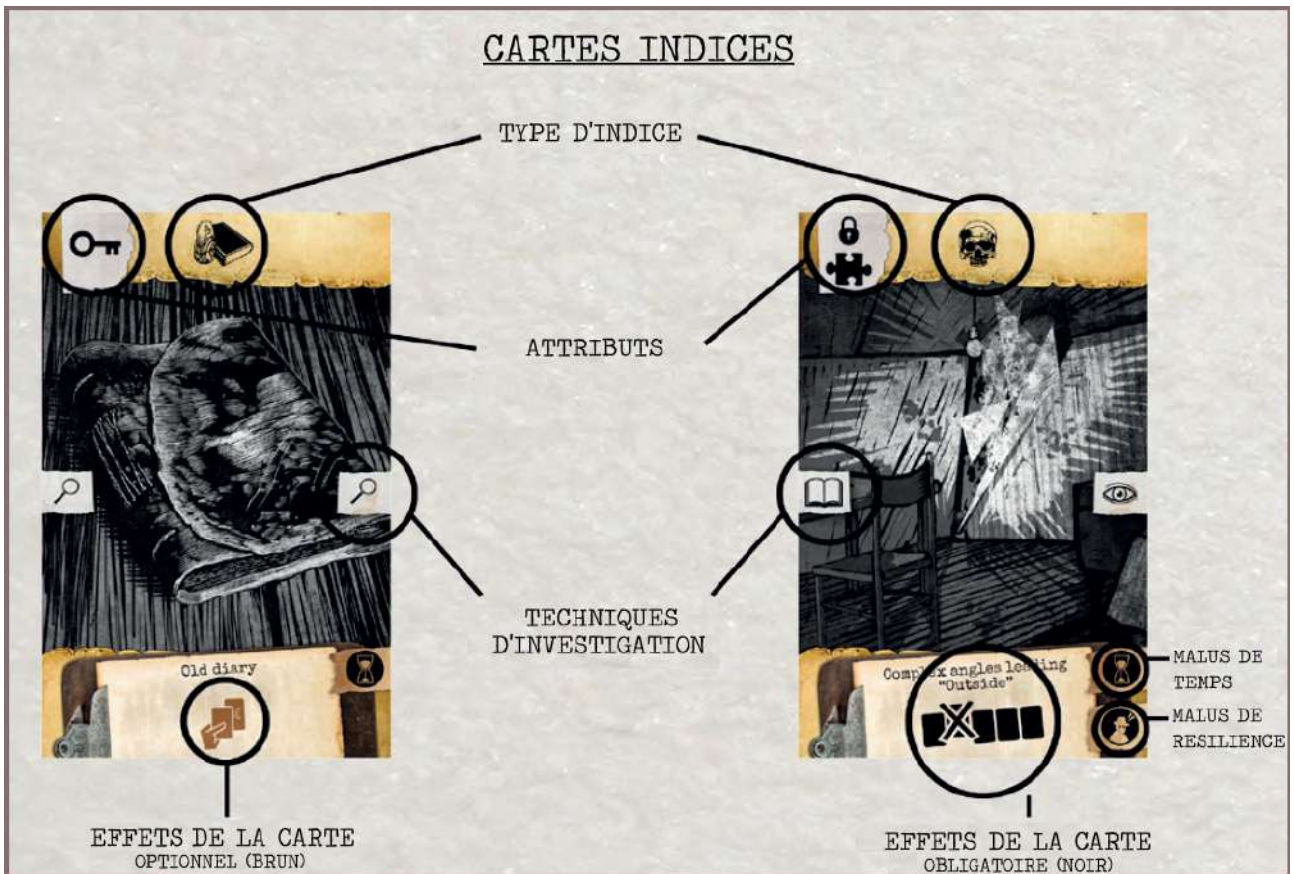 CARTES INDICES
TYPE D'INDICE
ATTRIBUTS
TECHNIQUES
D'INVESTIGATION
Old diary
Complex angles leading
"Outside"
MALUS DE
TEMPS
MALUS DE
RESILIENCE
EFFETS DE LA CARTE
OPTIONNEL (BRUN)
EFFETS DE LA CARTE
OBLIGATOIRE (NOIR)